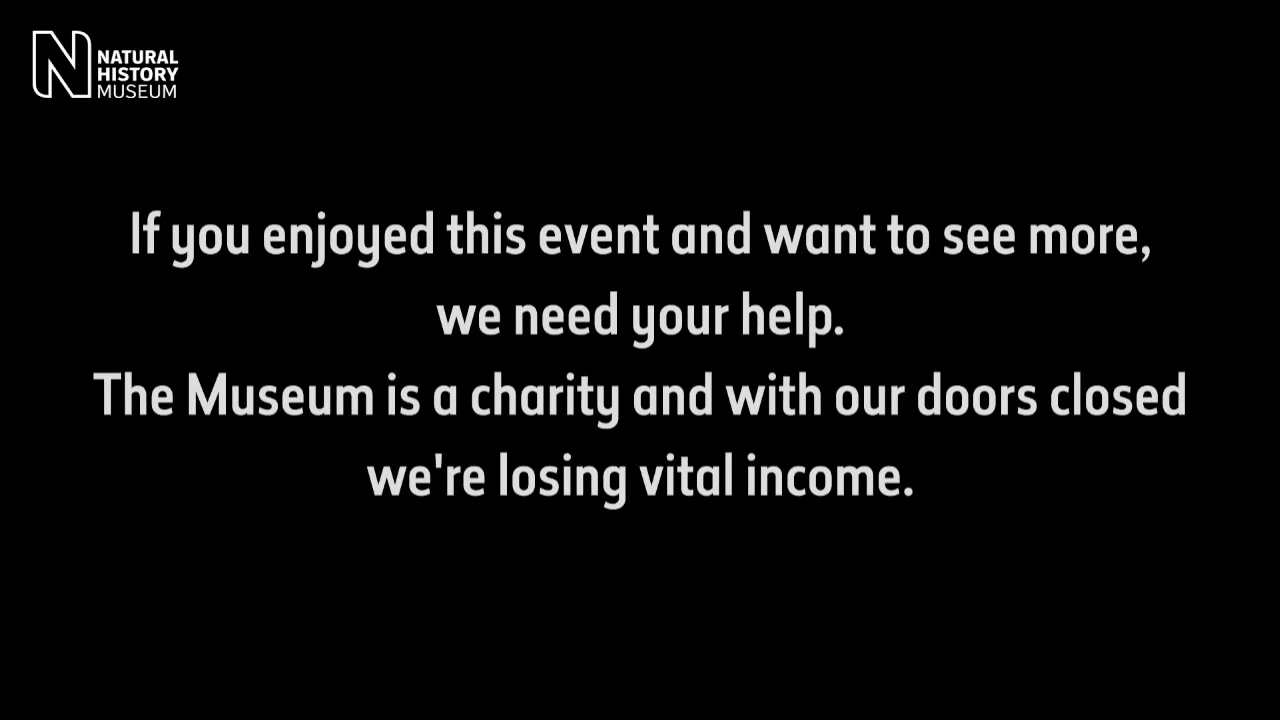 NATURAL
HISTORY
MUSEUM
If you enjoyed this event and want to see more,
we need your help.
The Museum is a charity and with our doors closed
we're losing vital income.